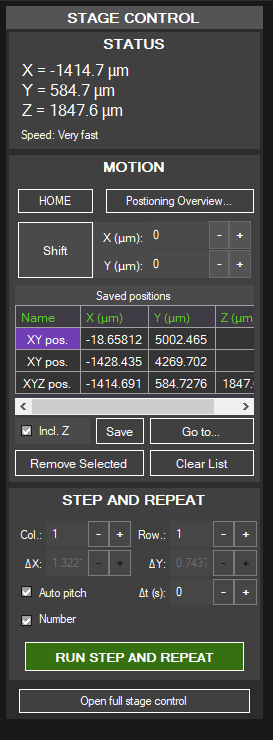 STAGE CONTROL
STATUS
X = -1414.7 µm
Y = 584.7 µm
Z = 1847.6 µm
Speed: Very fast
MOTION
HOME Postioning Overview...
Shift X (µm): 0 - +
Y (µm): 0 - +
Saved positions
Name X (µm) Y (µm) Z (µm
XY pos. -18.65812 5002.465
XY pos. -1428.435 4269.702
XYZ pos. -1414.691 584.7276 1847.
Incl. Z Save Go to...
Remove Selected Clear List
STEP AND REPEAT
Col.: 1 - + Row.: 1 - +
ΔX: 1.322 - + ΔY: 0.743 - +
Auto pitch Δt (s): 0 - +
Number
RUN STEP AND REPEAT
Open full stage control